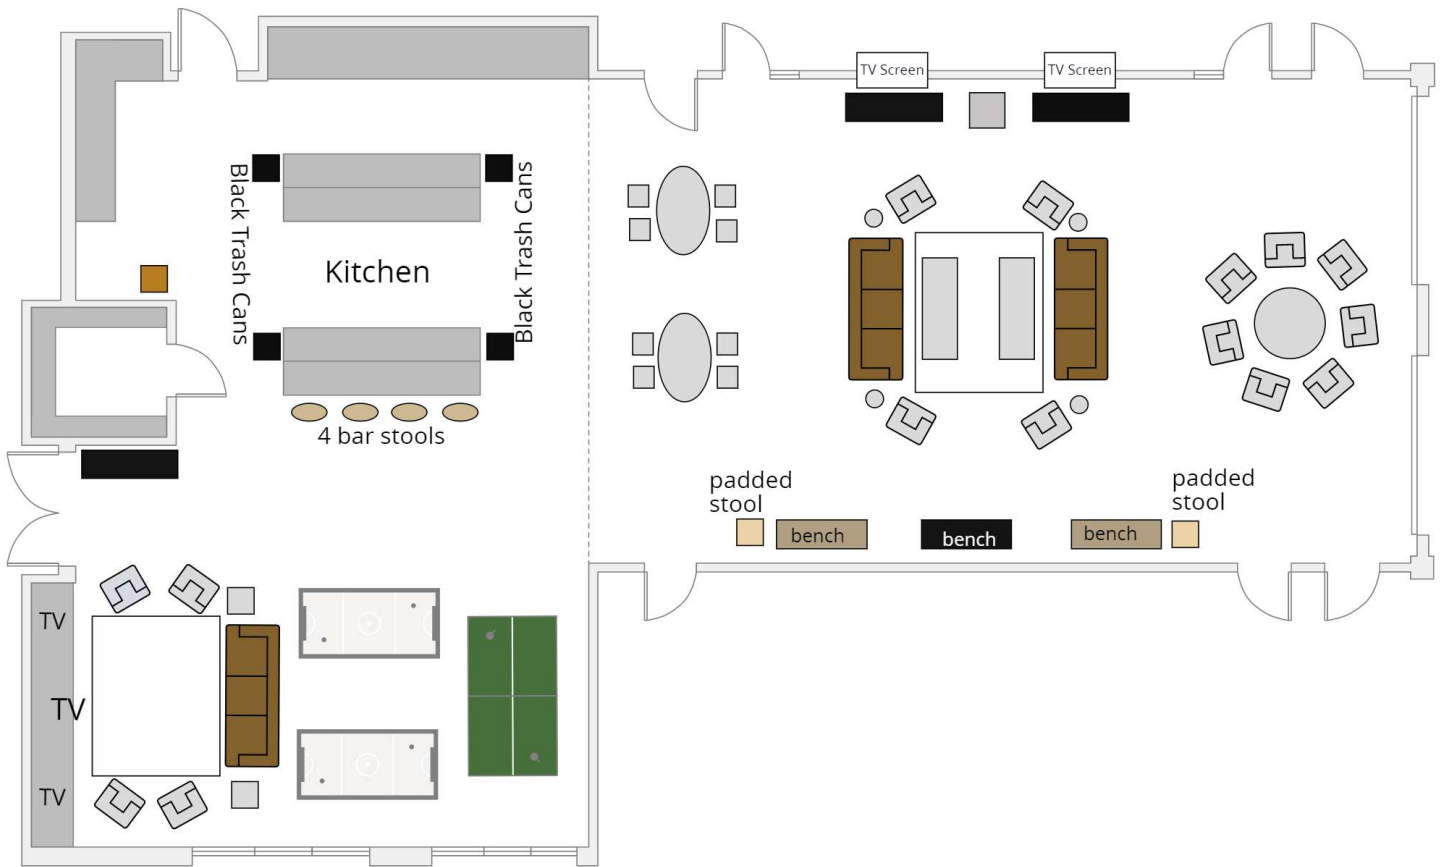 TV Screen
TV Screen
Black Trash Cans
Black Trash Cans
Kitchen
4 bar stools
padded
stool
bench
bench
bench
padded
stool
TV
TV
TV